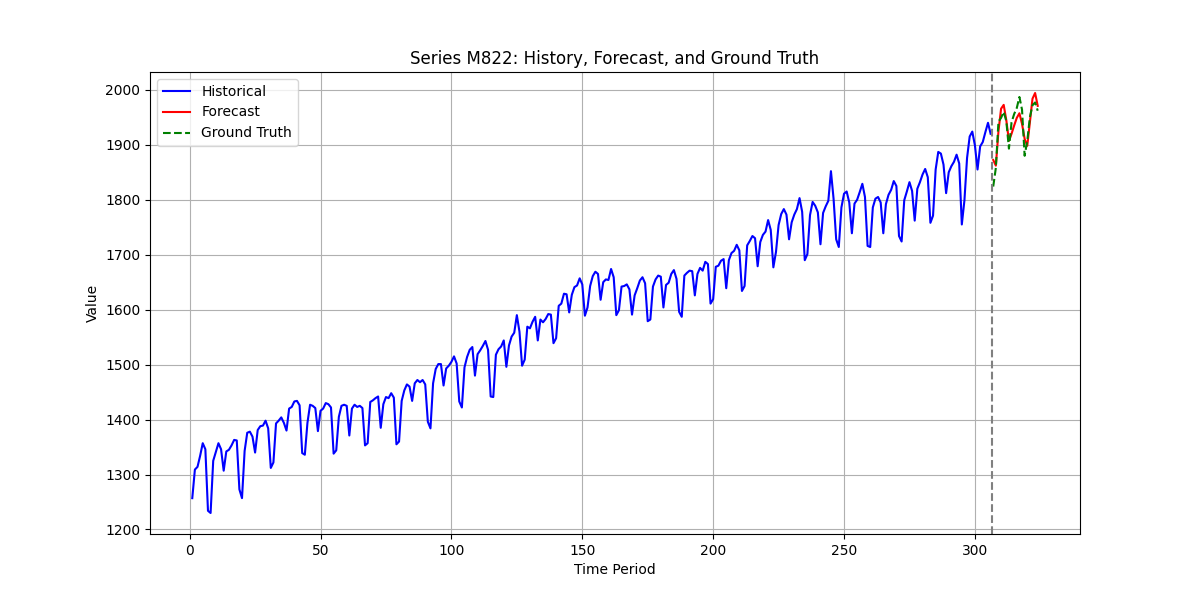 Series M822: History, Forecast, and Ground Truth
Historical
Forecast
Ground Truth
2000
1900
1800
1700
1600
1500
1400
1300
1200
Value
0 50 100 150 200 250 300
Time Period